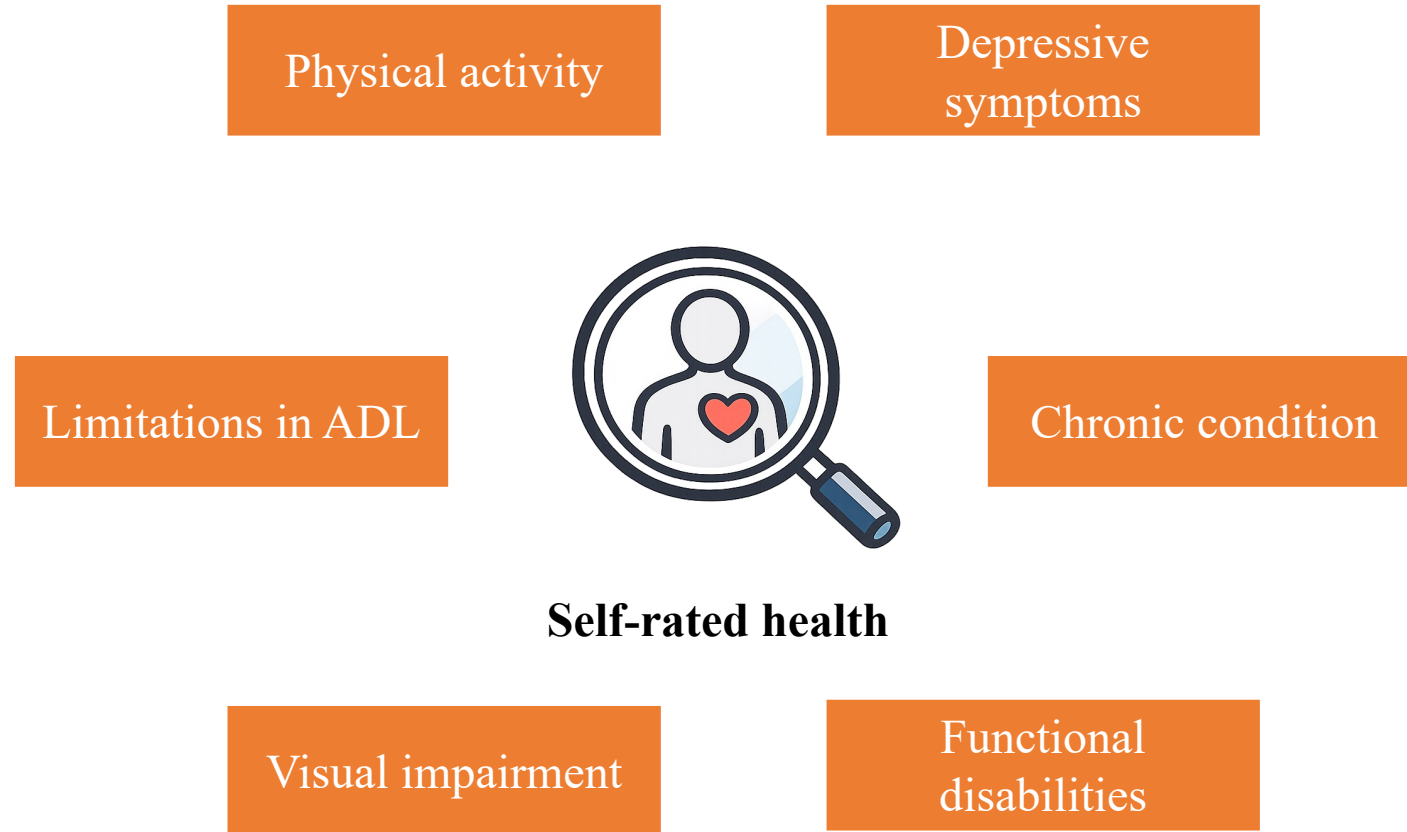 Physical activity
Depressive
symptoms
Limitations in ADL
Chronic condition
Self-rated health
Visual impairment
Functional
disabilities